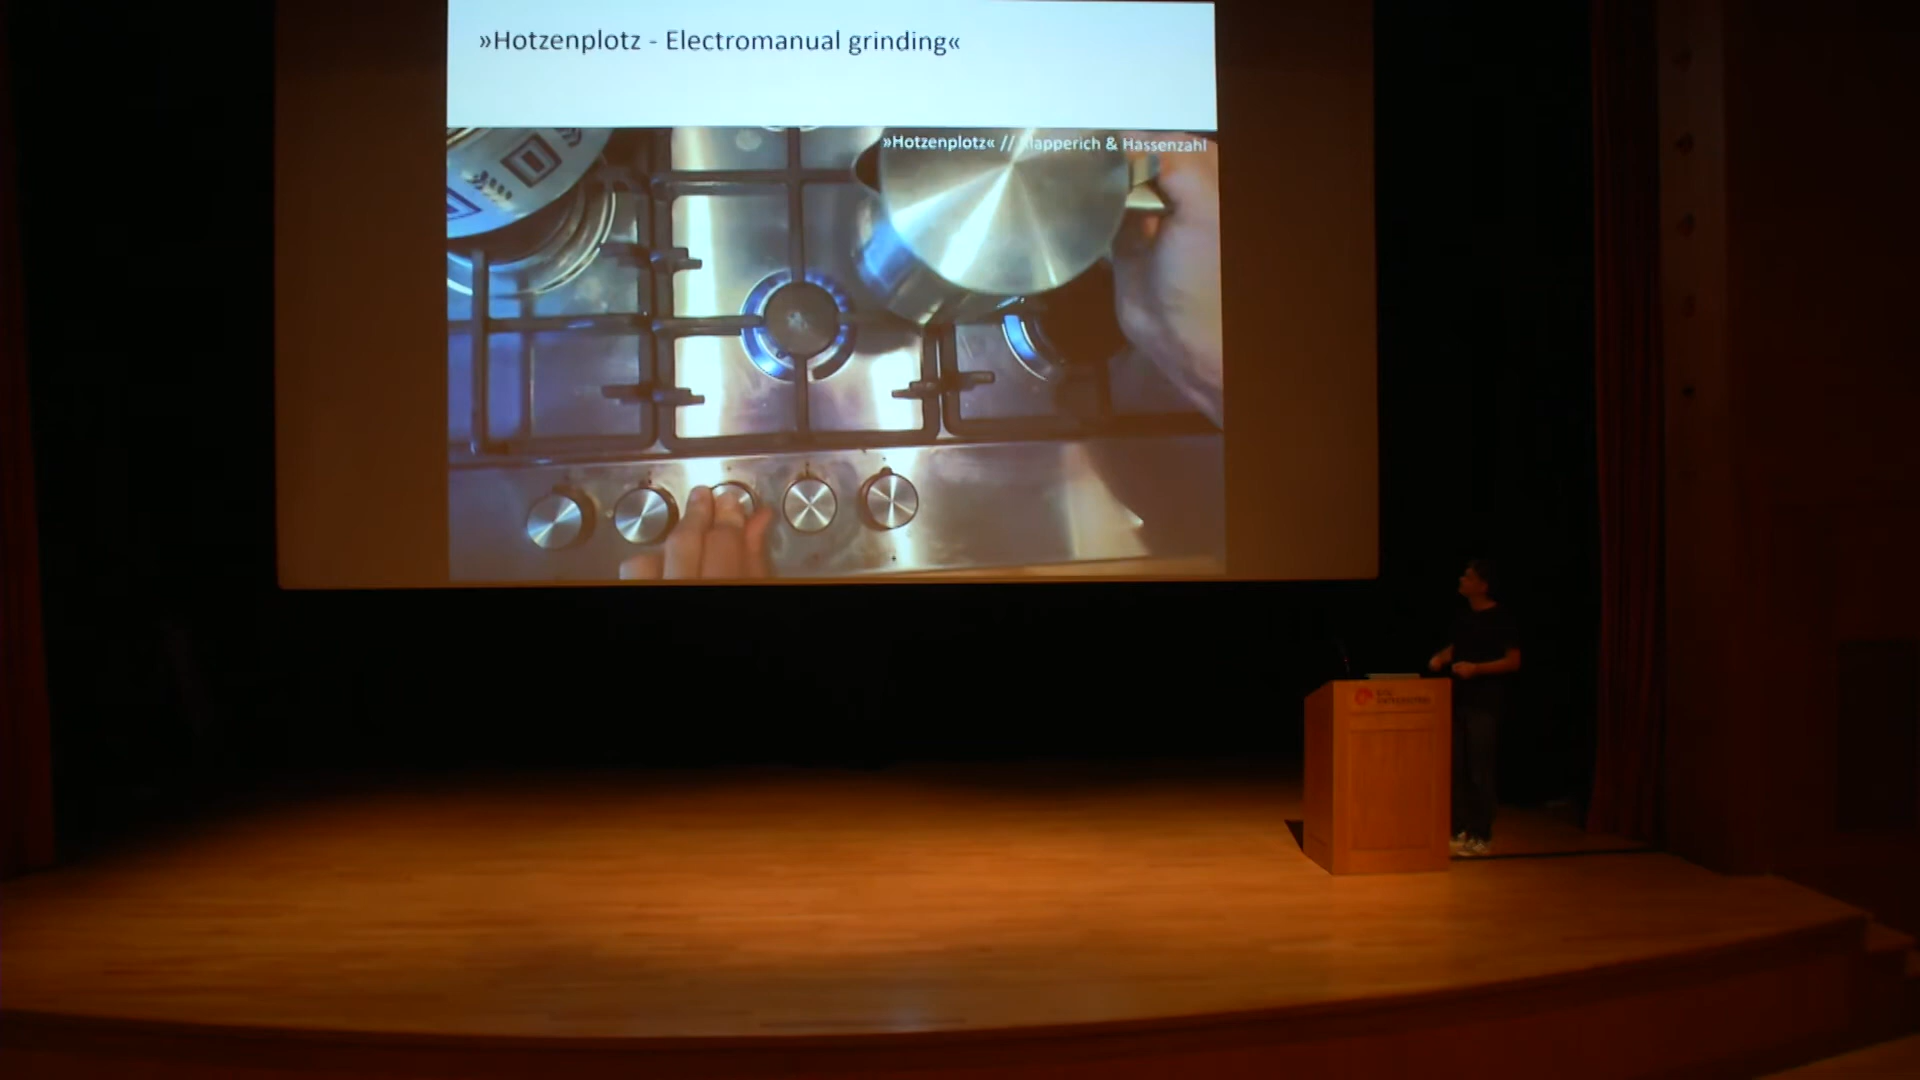 »Hotzenplotz - Electromanual grinding«
»Hotzenplotz« // Klapperich & Hassenzahl